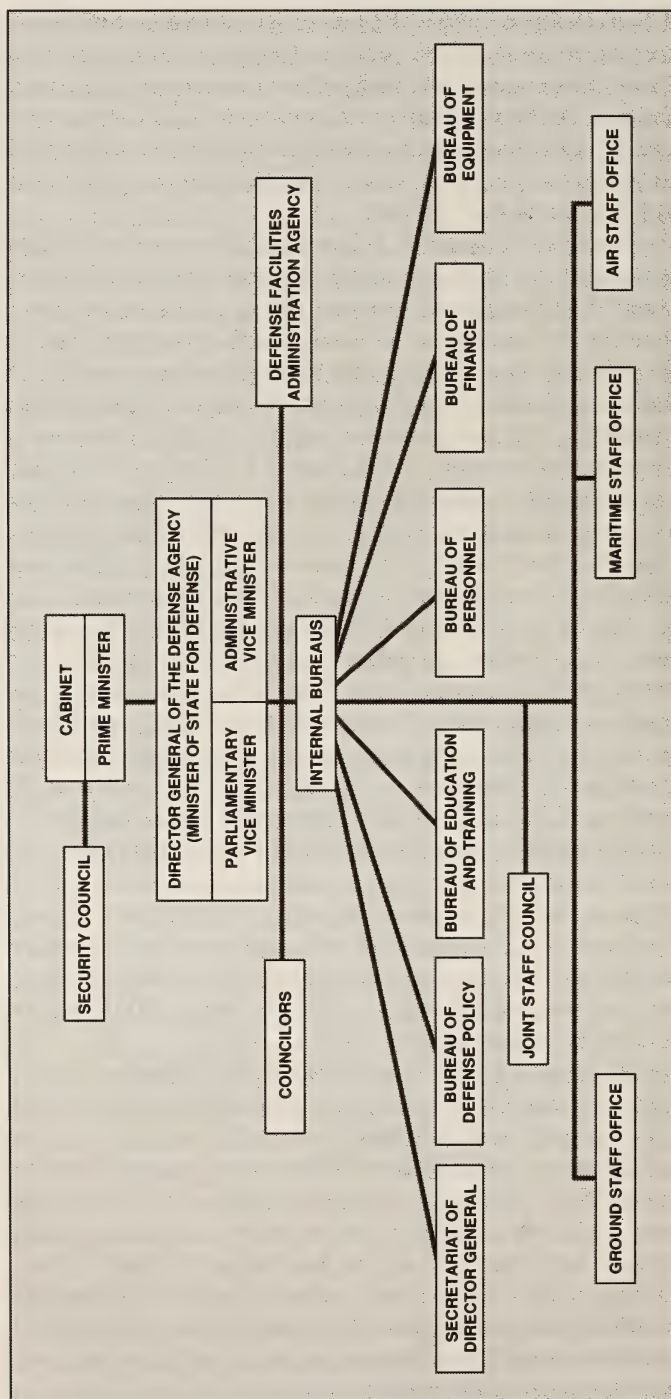 CABINET
PRIME MINISTER
SECURITY COUNCIL
DIRECTOR GENERAL OF THE DEFENSE AGENCY
(MINISTER OF STATE FOR DEFENSE)
PARLIAMENTARY
VICE MINISTER
ADMINISTRATIVE
VICE MINISTER
COUNCILORS
DEFENSE FACILITIES
ADMINISTRATION AGENCY
INTERNAL BUREAUS
SECRETARIAT OF
DIRECTOR GENERAL
BUREAU OF
DEFENSE POLICY
BUREAU OF EDUCATION
AND TRAINING
BUREAU OF
PERSONNEL
BUREAU OF
FINANCE
BUREAU OF
EQUIPMENT
JOINT STAFF COUNCIL
GROUND STAFF OFFICE
MARITIME STAFF OFFICE
AIR STAFF OFFICE